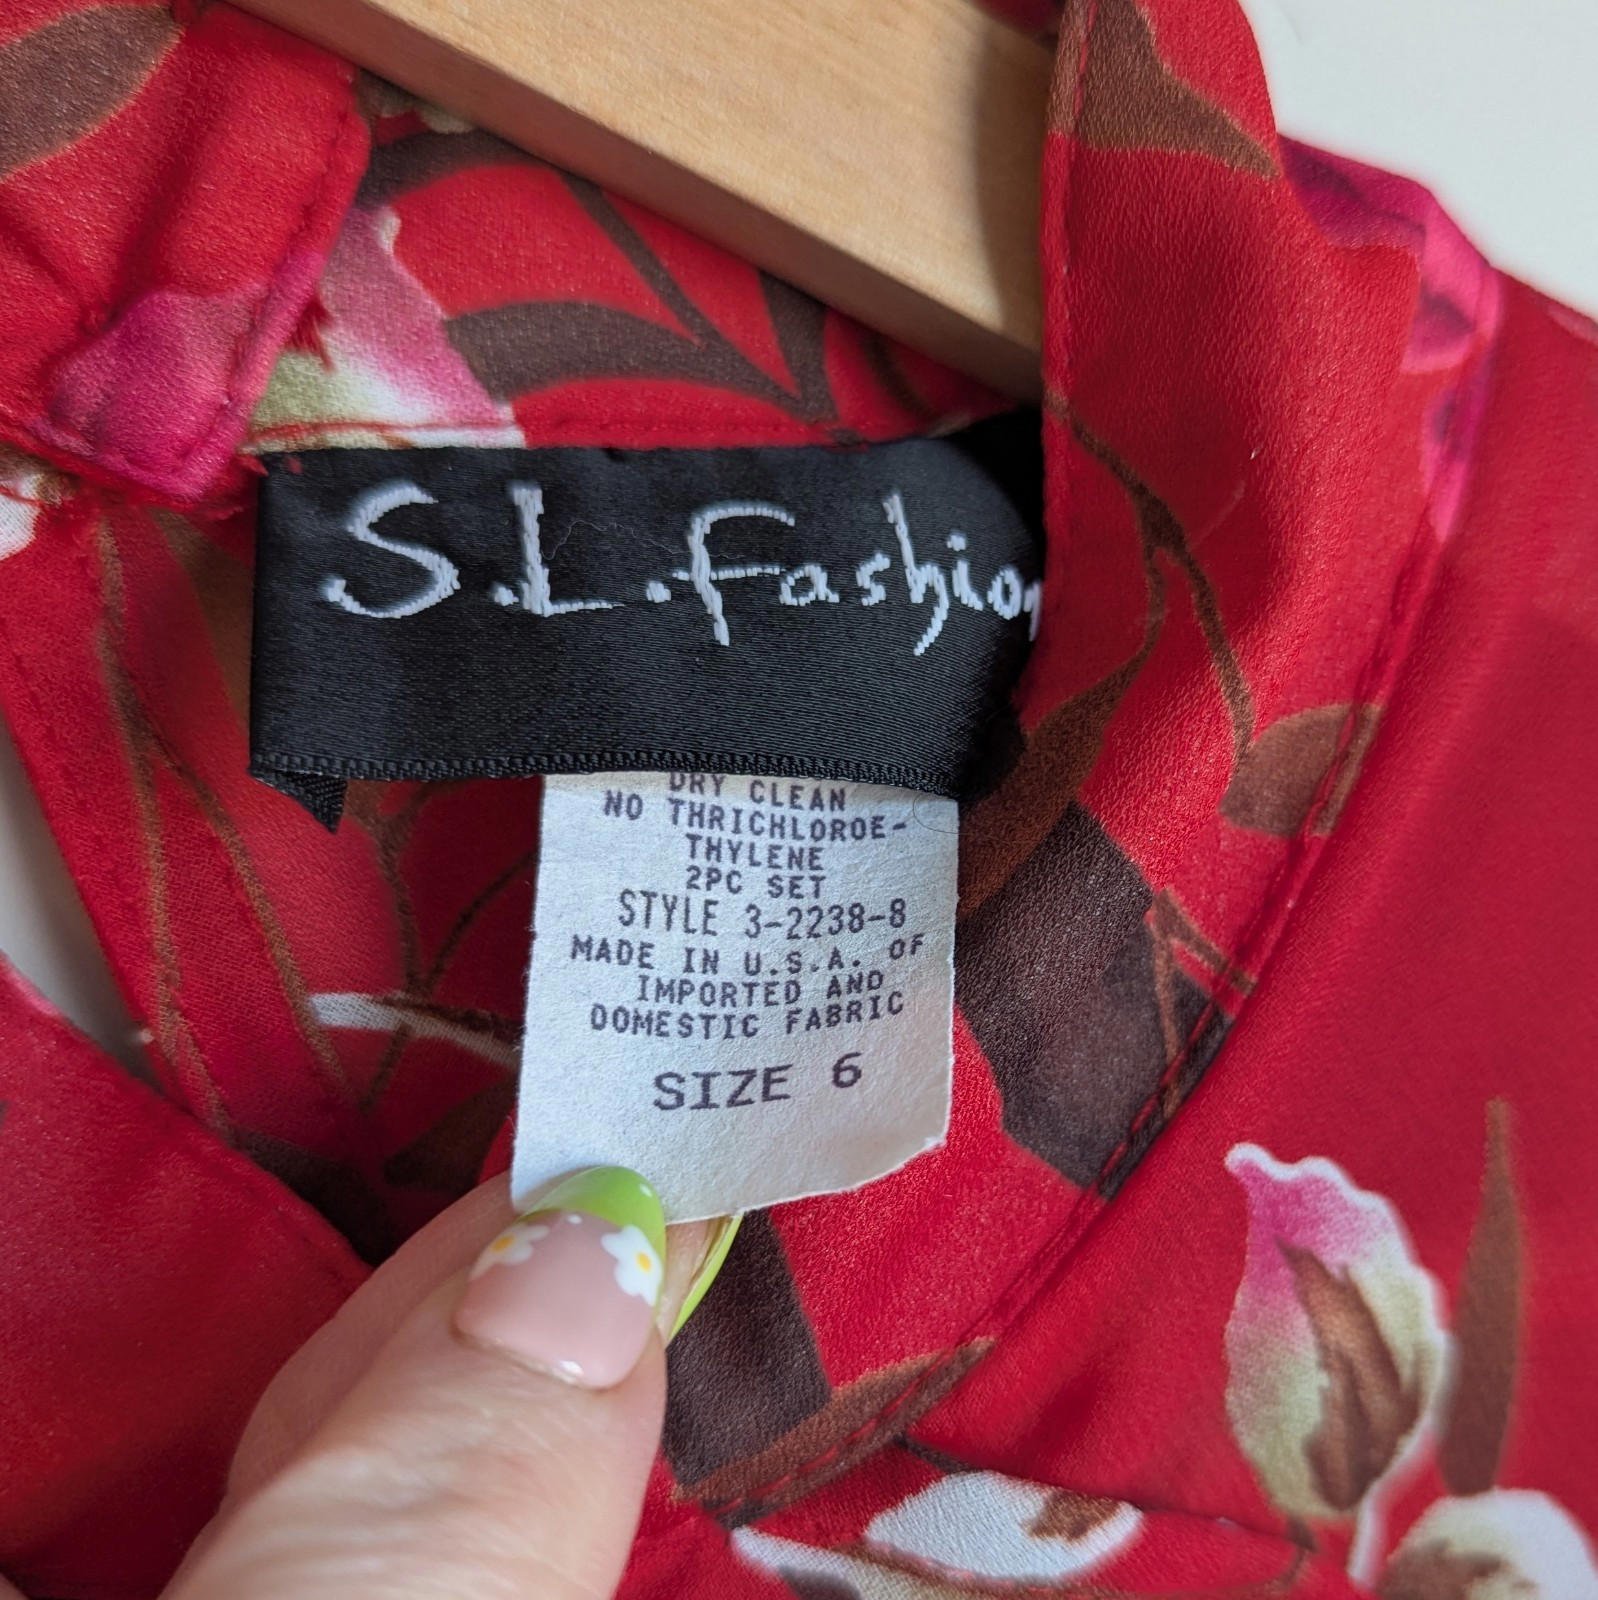 S.L.Fashion
DRY CLEAN
NO THRICHLOROE-
THYLENE
2PC SET
STYLE 3-2238-8
MADE IN U.S.A. OF
IMPORTED AND
DOMESTIC FABRIC
SIZE 6